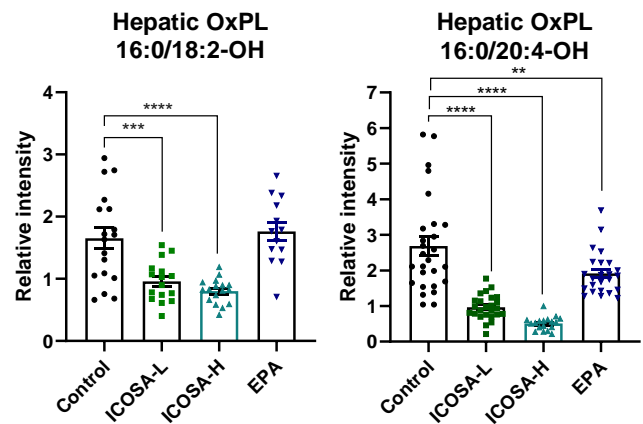 Hepatic OxPL
16:0/18:2-OH
Relative intensity
4
3
2
1
0
****
***
Control
ICOSA-L
ICOSA-H
EPA
Hepatic OxPL
16:0/20:4-OH
Relative intensity
7
6
5
4
3
2
1
0
**
****
****
Control
ICOSA-L
ICOSA-H
EPA